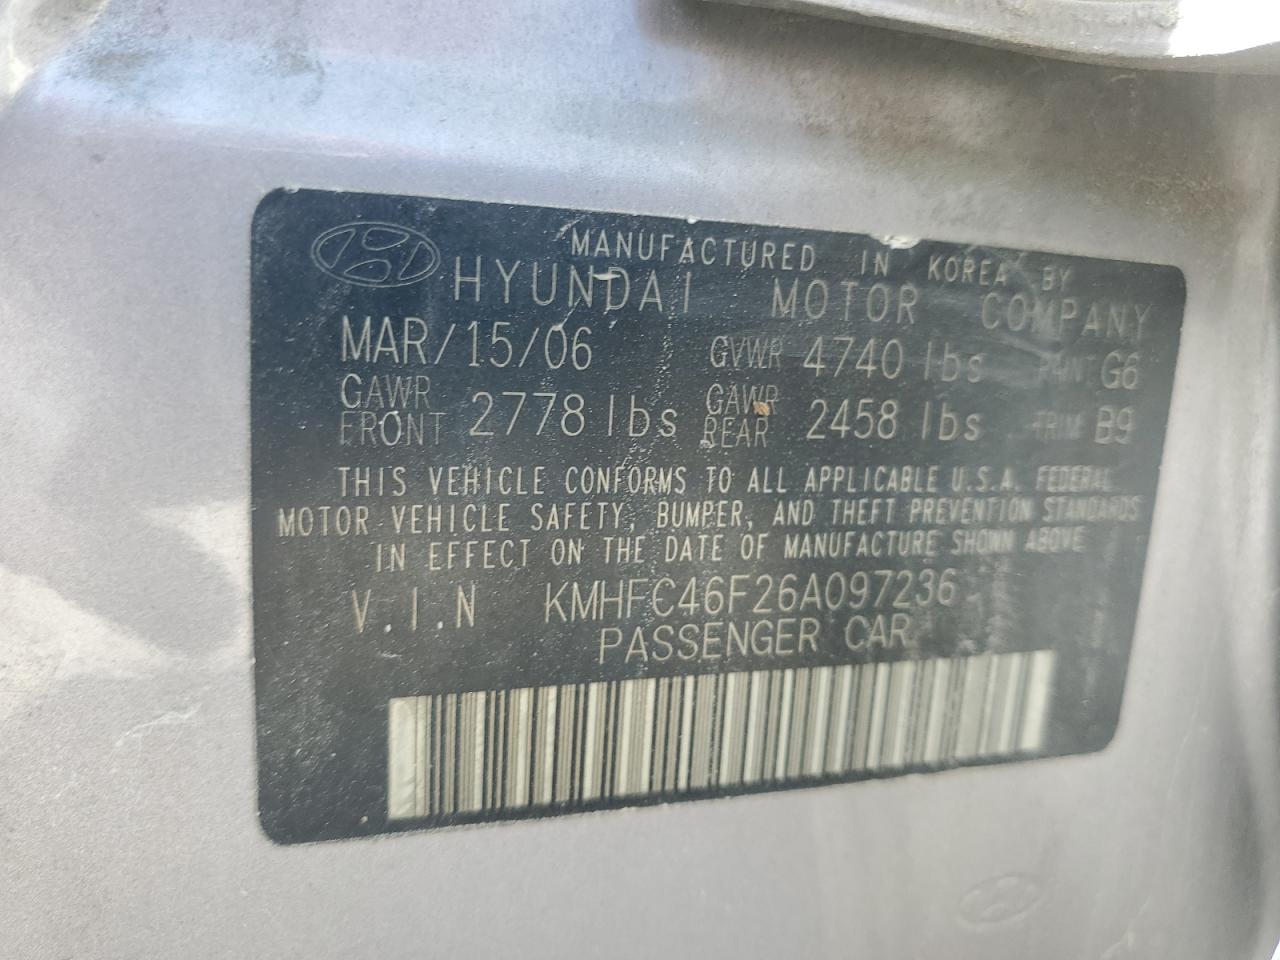 MANUFACTURED IN KOREA BY
HYUNDAI MOTOR COMPANY
MAR/15/06 GVWR 4740 lbs PAINT G6
GAWR FRONT 2778 lbs GAWR REAR 2458 lbs TRIM B9
THIS VEHICLE CONFORMS TO ALL APPLICABLE U.S.A. FEDERAL
MOTOR VEHICLE SAFETY, BUMPER, AND THEFT PREVENTION STANDARDS
IN EFFECT ON THE DATE OF MANUFACTURE SHOWN ABOVE
V.I.N KMHFC46F26A097236
PASSENGER CAR